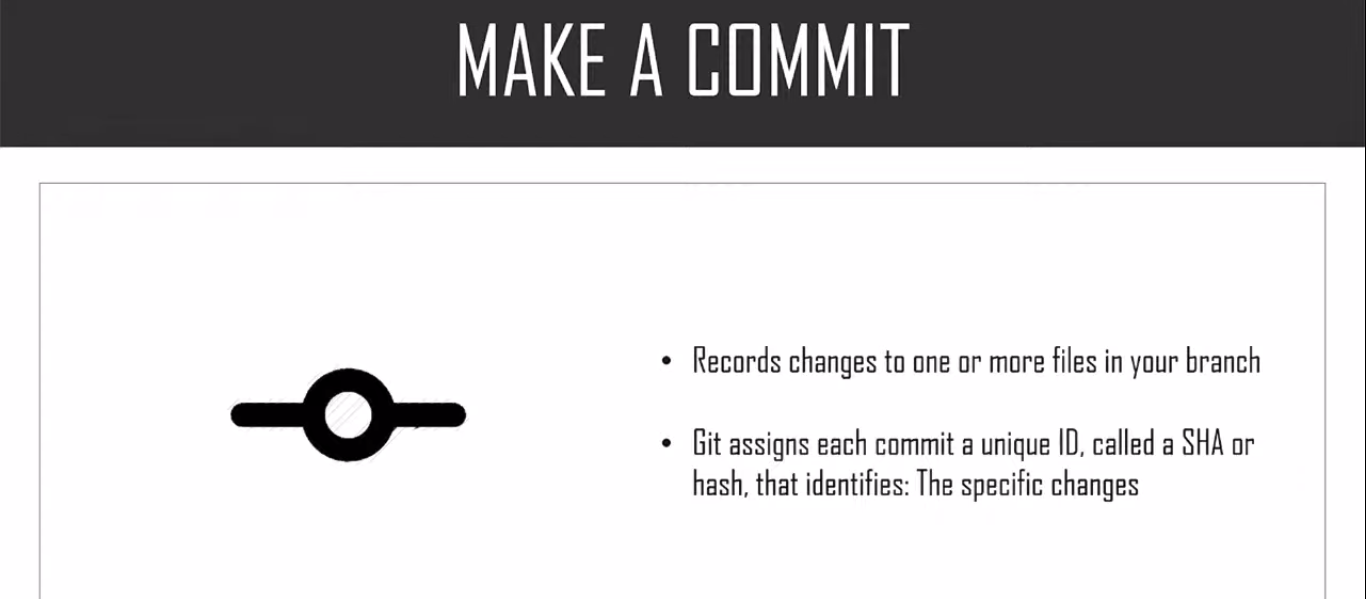 MAKE A COMMIT
• Records changes to one or more files in your branch
• Git assigns each commit a unique ID, called a SHA or
hash, that identifies: The specific changes